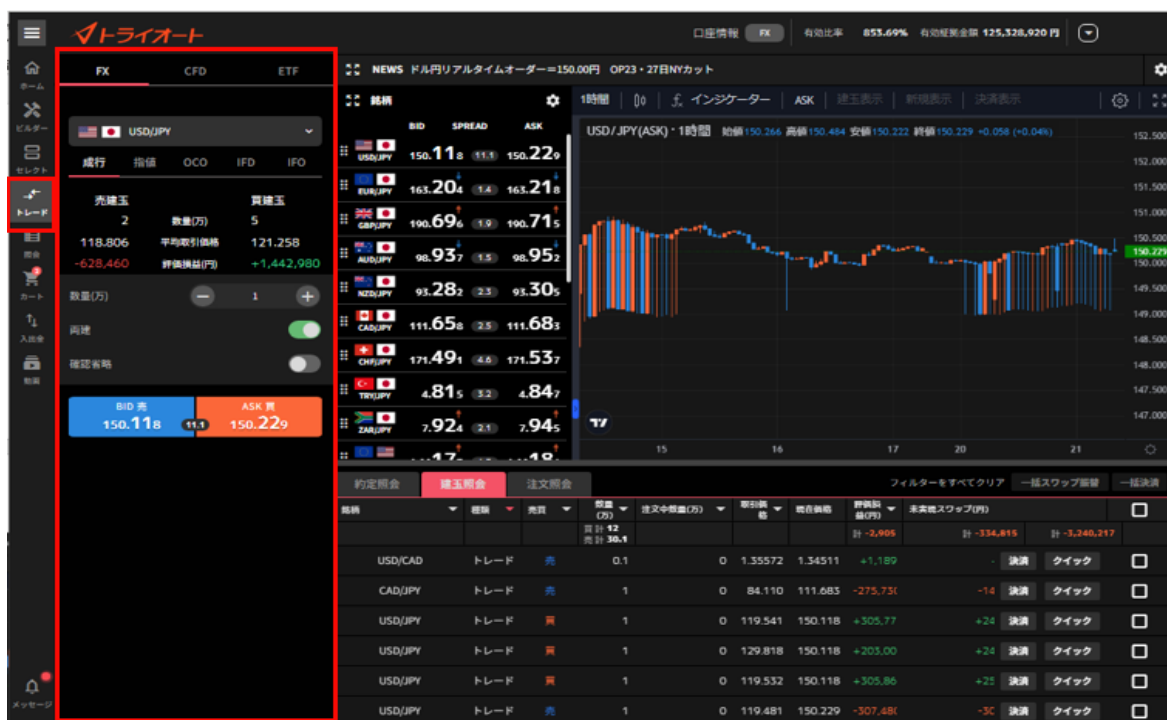 トライオート
口座情報 FX 有効比率 853.69% 有効証拠金額 125,328,920 円
ホーム
ビルダー
セレクト
トレード
照会
カート
入出金
動画
メッセージ
FX CFD ETF
USD/JPY
成行 指値 OCO IFD IFO
売建玉 買建玉
2 数量(万) 5
118.806 平均取引価格 121.258
-628,460 評価損益(円) +1,442,980
数量(万) 1
両建
確認省略
BID 売 ASK 買
150.118 11.1 150.229
NEWS ドル円リアルタイムオーダー=150.00円 OP23・27日NYカット
銘柄
BID SPREAD ASK
USD/JPY 150.118 11.1 150.229
EUR/JPY 163.204 1.4 163.218
GBP/JPY 190.696 1.9 190.715
AUD/JPY 98.937 1.5 98.952
NZD/JPY 93.282 2.3 93.305
CAD/JPY 111.658 2.5 111.683
CHF/JPY 171.491 4.6 171.537
TRY/JPY 4.815 3.2 4.847
ZAR/JPY 7.924 2.1 7.945
1時間 fx インジケーター ASK 建玉表示 新規表示 決済表示
USD/JPY(ASK)・1時間 始値150.266 高値150.484 安値150.222 終値150.229 -0.058 (-0.04%)
152.500
152.000
151.500
151.000
150.500
150.229
150.000
149.500
149.000
148.500
148.000
147.500
147.000
15 16 17 20 21
約定照会 建玉照会 注文照会
フィルターをすべてクリア 一括スワップ振替 一括決済
銘柄 種類 売買 数量(万) 注文中数量(万) 取引価格 現在価格 評価損益(円) 未実現スワップ(円)
買計 12
売計 30.1
計 -2,905 計 -334,815 計 -3,240,217
USD/CAD トレード 売 0.1 0 1.35572 1.34511 +1,189 - 決済 クイック
CAD/JPY トレード 売 1 0 84.110 111.683 -275,73 -14 決済 クイック
USD/JPY トレード 買 1 0 119.541 150.118 +305,77 +24 決済 クイック
USD/JPY トレード 買 1 0 129.818 150.118 +203,00 +24 決済 クイック
USD/JPY トレード 買 1 0 119.532 150.118 +305,86 +25 決済 クイック
USD/JPY トレード 売 1 0 119.481 150.229 -307,48 -30 決済 クイック